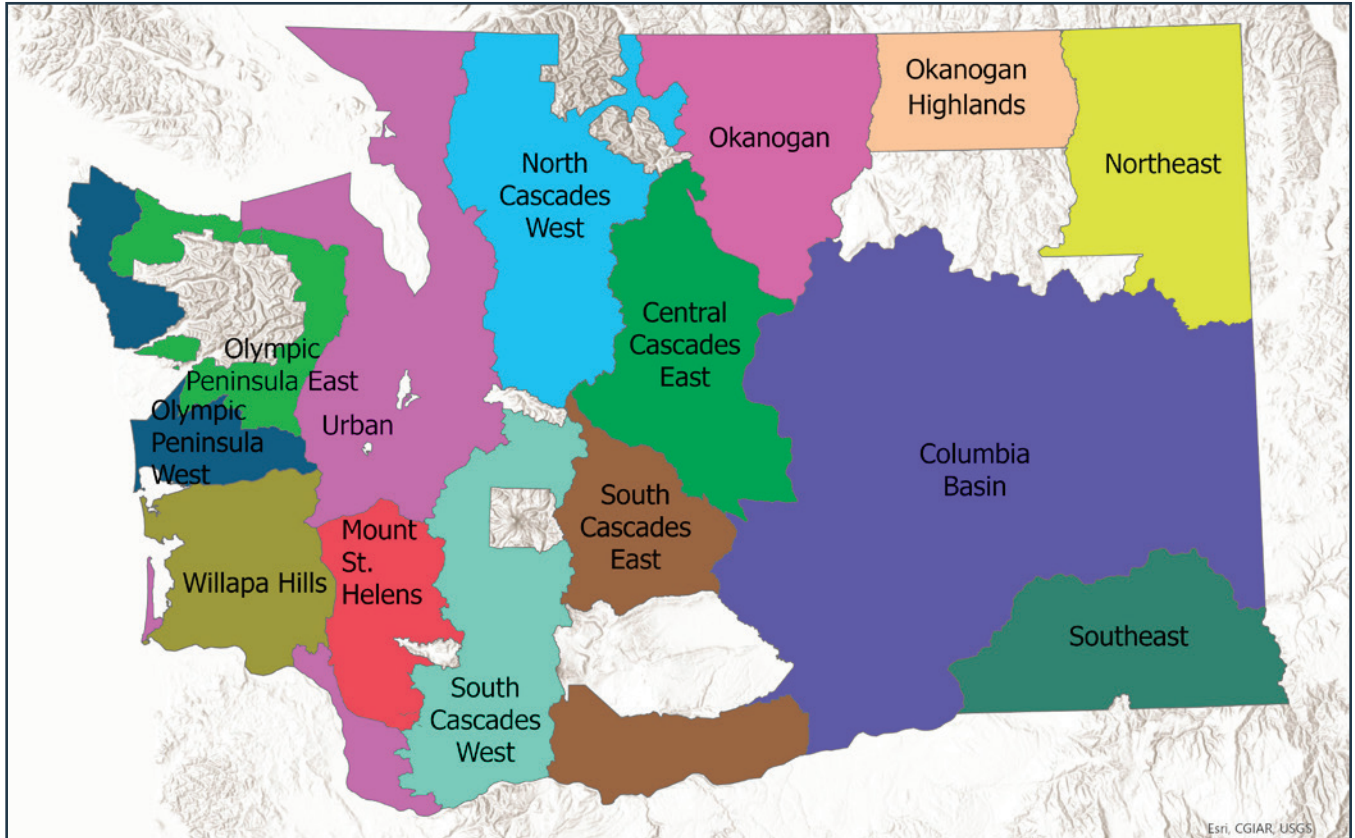 Okanogan
Highlands
Okanogan
Northeast
North
Cascades
West
Central
Cascades
East
Olympic
Peninsula East
Olympic
Peninsula
West
Urban
Columbia
Basin
South
Cascades
East
Mount
St.
Helens
Willapa Hills
Southeast
South
Cascades
West
Esri, CGIAR, USGS